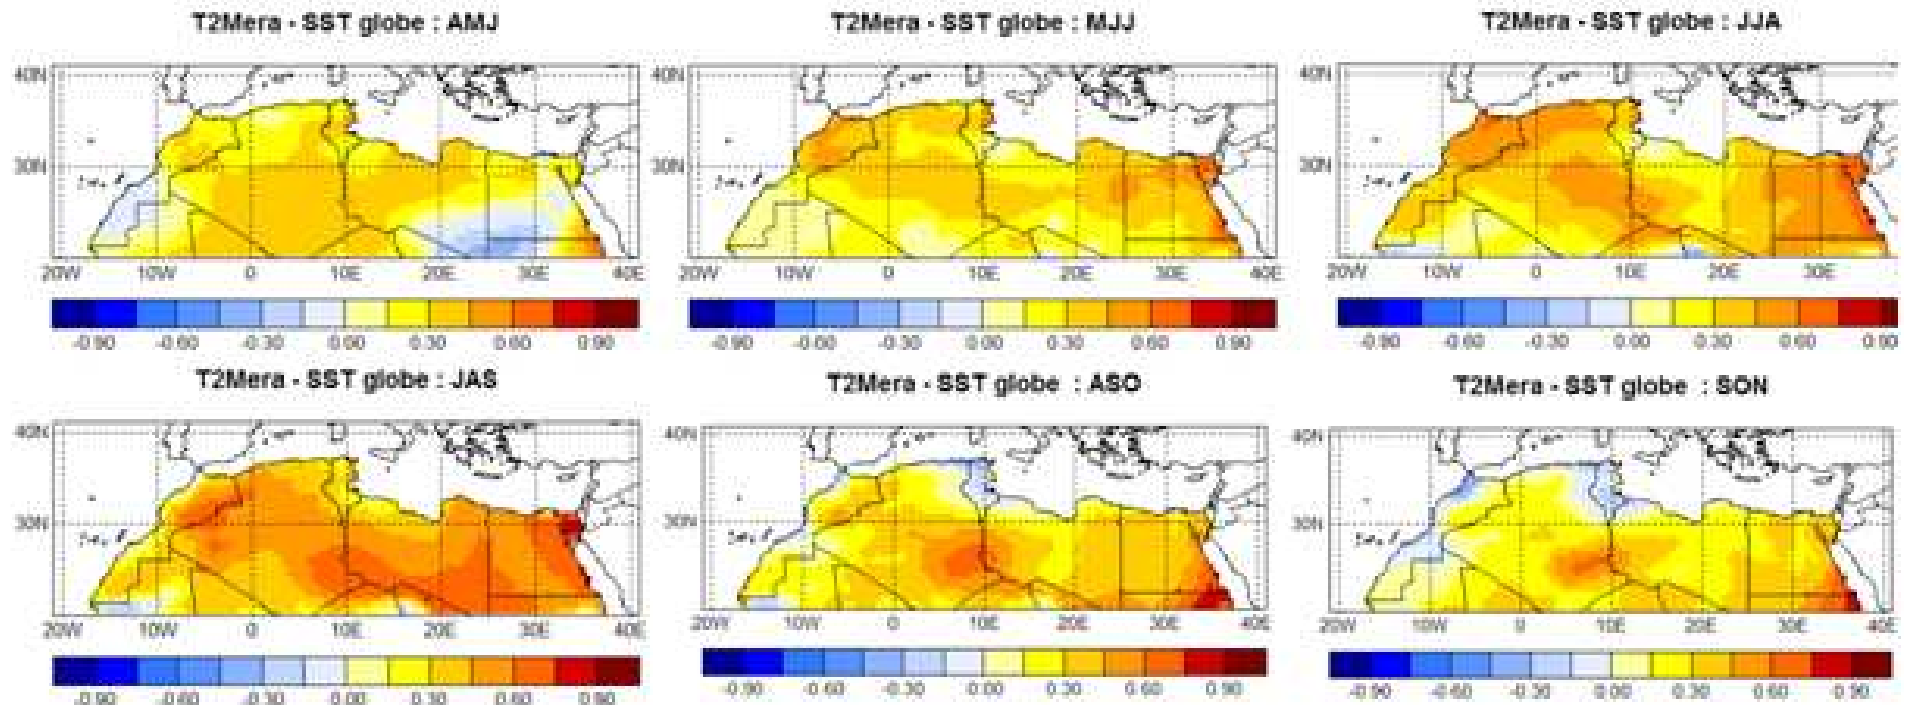 T2Mera - SST globe : AMJ
T2Mera - SST globe : MJJ
T2Mera - SST globe : JJA
40N
30N
20W 10W 0 10E 20E 30E 40E
-0.90 -0.60 -0.30 0.00 0.30 0.60 0.90
40N
30N
20W 10W 0 10E 20E 30E 40E
-0.90 -0.60 -0.30 0.00 0.30 0.60 0.90
40N
30N
20W 10W 0 10E 20E 30E
-0.90 -0.60 -0.30 0.00 0.30 0.60 0.90
T2Mera - SST globe : JAS
T2Mera - SST globe : ASO
T2Mera - SST globe : SON
40N
30N
20W 10W 0 10E 20E 30E 40E
-0.90 -0.60 -0.30 0.00 0.30 0.60 0.90
40N
30N
20W 10W 0 10E 20E 30E 40E
-0.90 -0.60 -0.30 0.00 0.30 0.60 0.90
40N
30N
20W 10W 0 10E 20E 30E 40E
-0.90 -0.60 -0.30 0.00 0.30 0.60 0.90